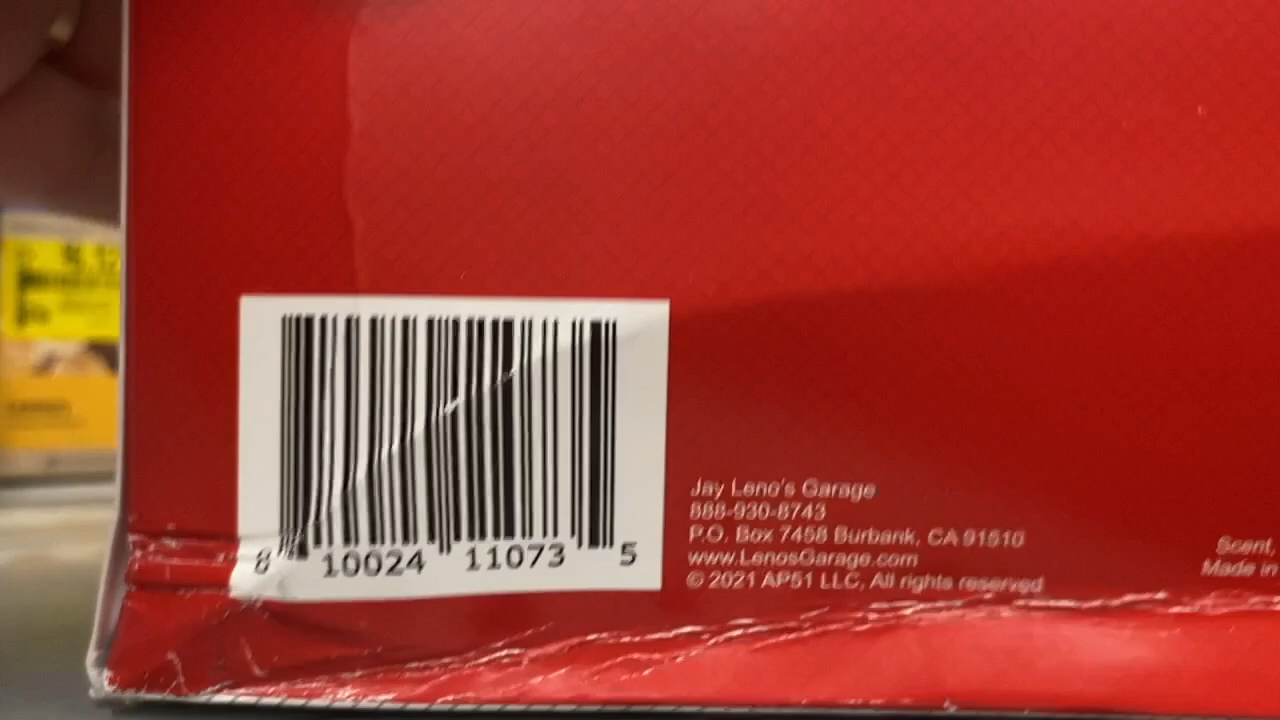 8 10024 11073 5
Jay Leno's Garage
888-930-8743
P.O. Box 7458 Burbank, CA 91510
www.LenosGarage.com
© 2021 AP51 LLC, All rights reserved
Scent,
Made in